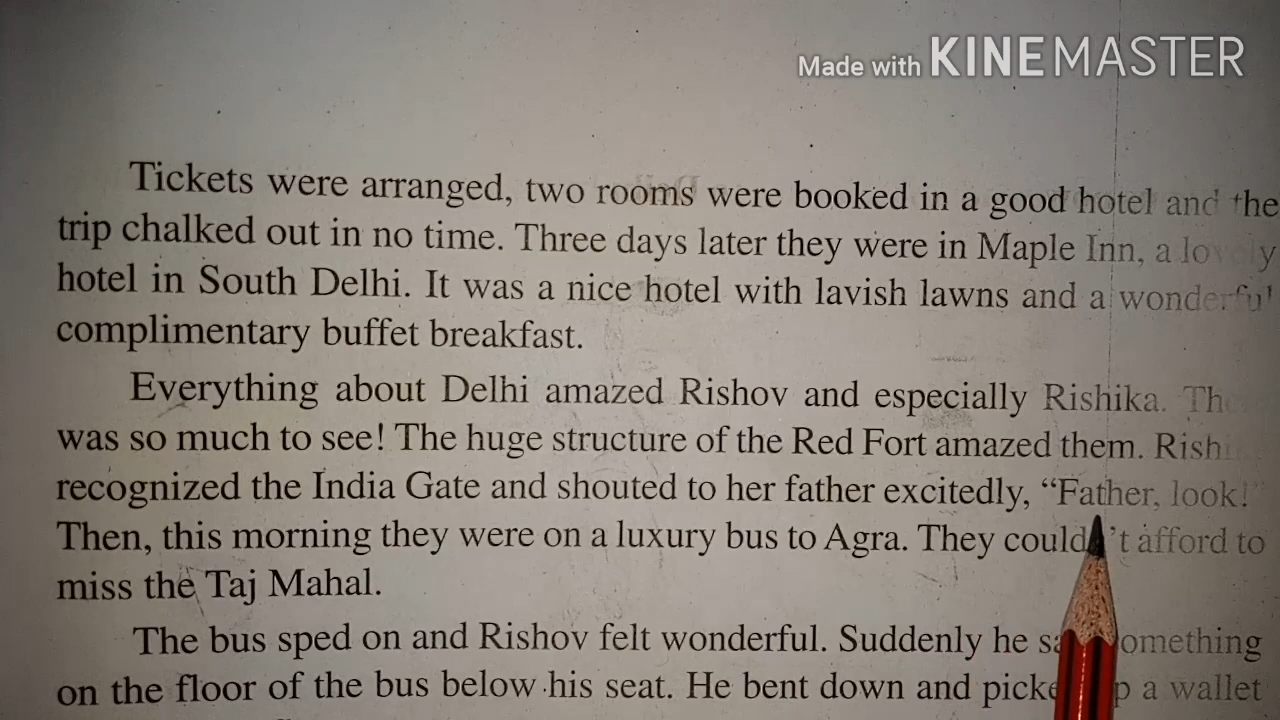 Made with KINEMASTER
Tickets were arranged, two rooms were booked in a good hotel and the
trip chalked out in no time. Three days later they were in Maple Inn, a lovely
hotel in South Delhi. It was a nice hotel with lavish lawns and a wonderful
complimentary buffet breakfast.
Everything about Delhi amazed Rishov and especially Rishika.
was so much to see! The huge structure of the Red Fort amazed them.
recognized the India Gate and shouted to her father excitedly, “Father, look!”
Then, this morning they were on a luxury bus to Agra. They couldn't afford to
miss the Taj Mahal.
The bus sped on and Rishov felt wonderful. Suddenly he saw something
on the floor of the bus below his seat. He bent down and picked up a wallet